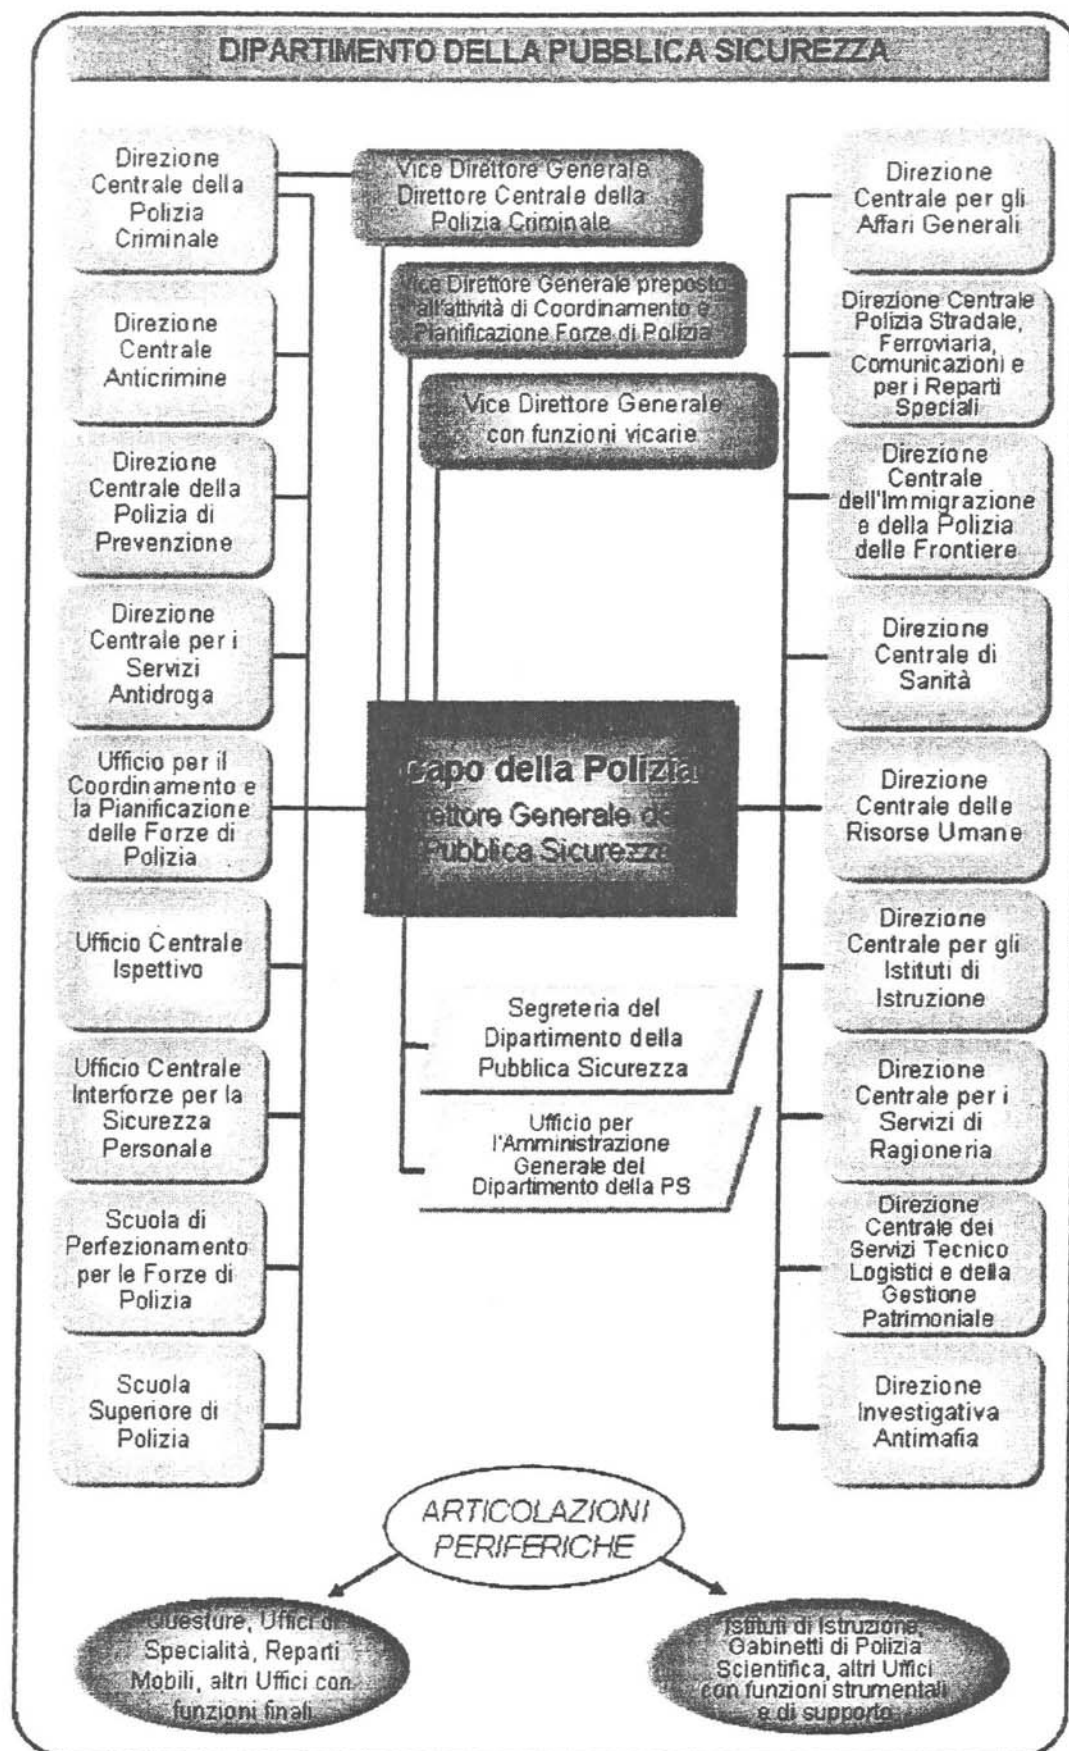 DIPARTIMENTO DELLA PUBBLICA SICUREZZA
Direzione
Centrale della
Polizia
Criminale
Vice Direttore Generale
Direttore Centrale della
Polizia Criminale
Direzione
Centrale per gli
Affari Generali
Vice Direttore Generale preposto
all'attività di Coordinamento e
Pianificazione Forze di Polizia
Direzione
Centrale
Anticrimine
Direzione Centrale
Polizia Stradale,
Ferroviaria,
Comunicazioni e
per i Reparti
Speciali
Vice Direttore Generale
con funzioni vicarie
Direzione
Centrale della
Polizia di
Prevenzione
Direzione
Centrale
dell'Immigrazione
e della Polizia
delle Frontiere
Direzione
Centrale per i
Servizi
Antidroga
Direzione
Centrale di
Sanità
Ufficio per il
Coordinamento e
la Pianificazione
delle Forze di
Polizia
Capo della Polizia
Direttore Generale della
Pubblica Sicurezza
Direzione
Centrale delle
Risorse Umane
Ufficio Centrale
Ispettivo
Direzione
Centrale per gli
Istituti di
Istruzione
Segreteria del
Dipartimento della
Pubblica Sicurezza
Ufficio Centrale
Interforze per la
Sicurezza
Personale
Ufficio per
l'Amministrazione
Generale del
Dipartimento della PS
Direzione
Centrale per i
Servizi di
Ragioneria
Scuola di
Perfezionamento
per le Forze di
Polizia
Direzione
Centrale dei
Servizi Tecnico
Logistici e della
Gestione
Patrimoniale
Scuola
Superiore di
Polizia
Direzione
Investigativa
Antimafia
ARTICOLAZIONI
PERIFERICHE
Questure, Uffici di
Specialità, Reparti
Mobili, altri Uffici con
funzioni finali
Istituti di Istruzione,
Gabinetti di Polizia
Scientifica, altri Uffici
con funzioni strumentali
e di supporto